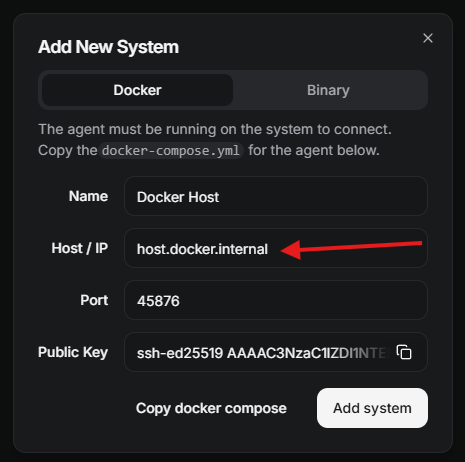 Add New System
Docker
Binary
The agent must be running on the system to connect.
Copy the docker-compose.yml for the agent below.
Name
Docker Host
Host / IP
host.docker.internal
Port
45876
Public Key
ssh-ed25519 AAAAC3NzaC1lZDI1NTE
Copy docker compose
Add system